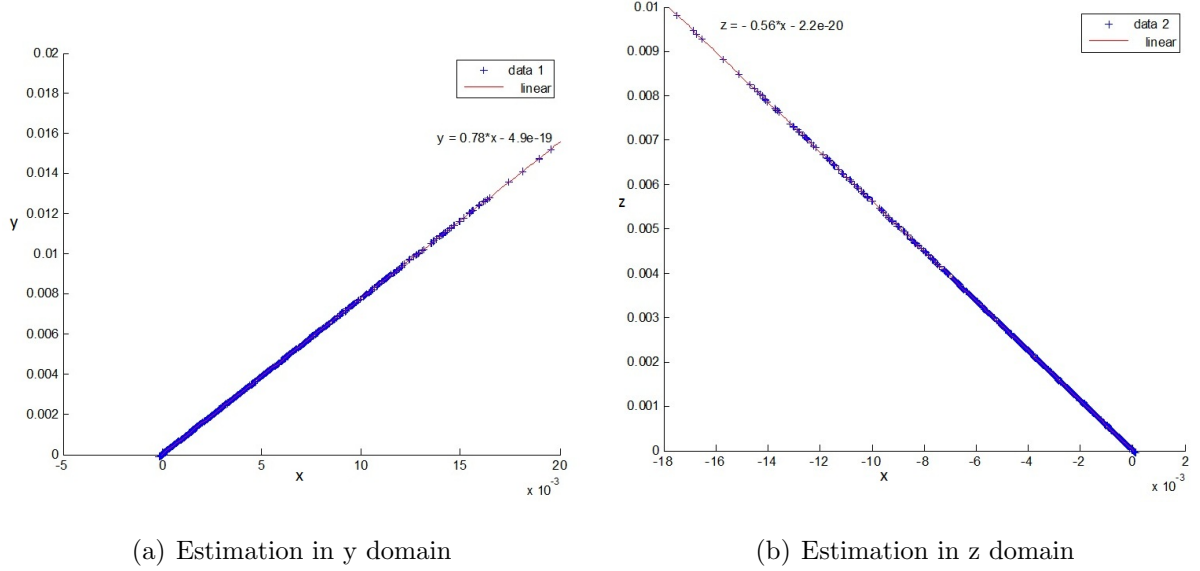 0.02
0.018
0.016
0.014
0.012
0.01
0.008
0.006
0.004
0.002
0
y
-5
0
5
10
15
20
x
x 10⁻³
data 1
linear
y = 0.78*x - 4.9e-19
(a) Estimation in y domain
0.01
0.009
0.008
0.007
0.006
0.005
0.004
0.003
0.002
0.001
0
z
-18
-16
-14
-12
-10
-8
-6
-4
-2
0
2
x
x 10⁻³
z = - 0.56*x - 2.2e-20
data 2
linear
(b) Estimation in z domain